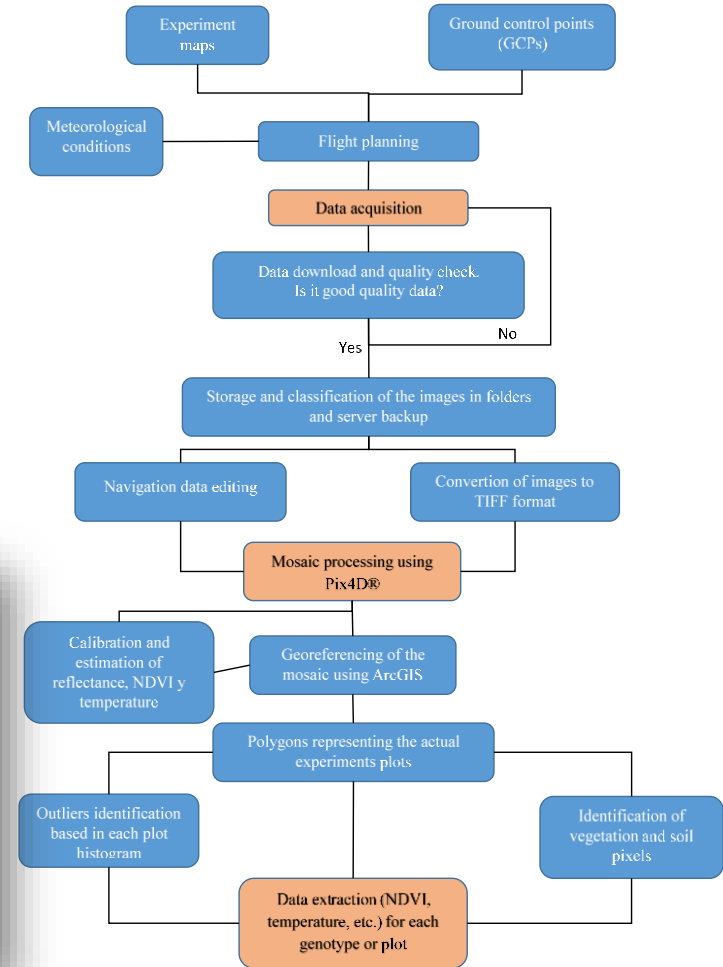 Experiment
maps
Ground control points
(GCPs)
Meteorological
conditions
Flight planning
Data acquisition
Data download and quality check.
Is it good quality data?
No
Yes
Storage and classification of the images in folders
and server backup
Navigation data editing
Convertion of images to
TIFF format
Mosaic processing using
Pix4D®
Calibration and
estimation of
reflectance, NDVI y
temperature
Georeferencing of the
mosaic using ArcGIS
Polygons representing the actual
experiments plots
Outliers identification
based in each plot
histogram
Identification of
vegetation and soil
pixels
Data extraction (NDVI,
temperature, etc.) for each
genotype or plot